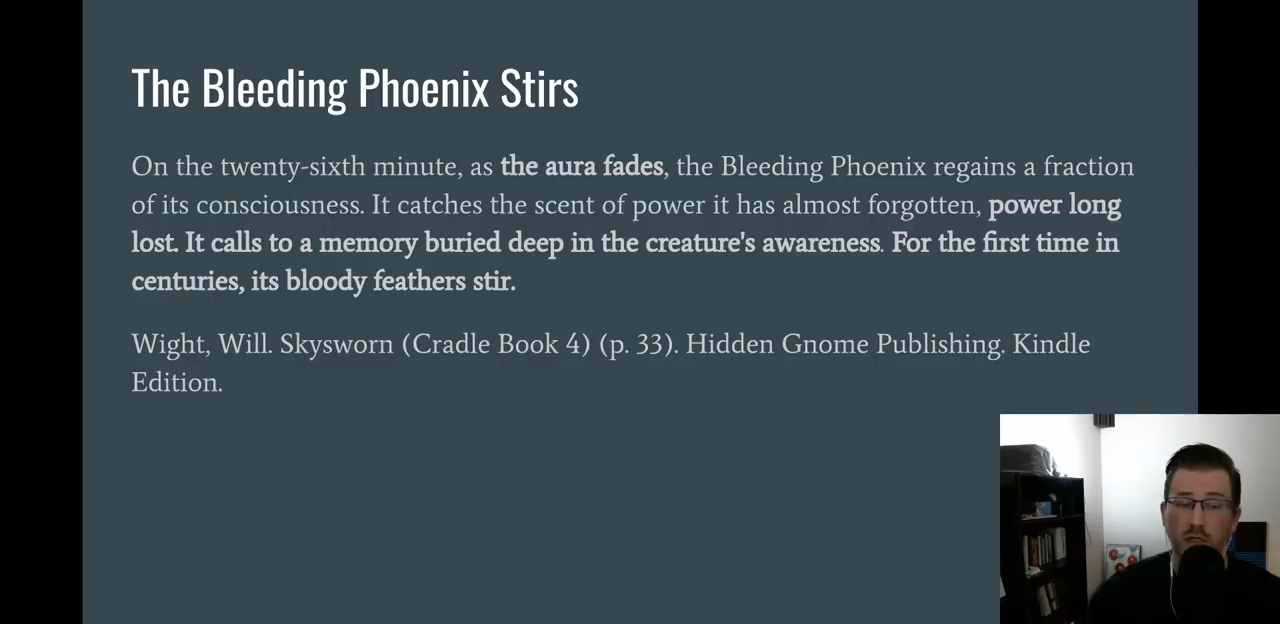 The Bleeding Phoenix Stirs
On the twenty-sixth minute, as the aura fades, the Bleeding Phoenix regains a fraction
of its consciousness. It catches the scent of power it has almost forgotten, power long
lost. It calls to a memory buried deep in the creature's awareness. For the first time in
centuries, its bloody feathers stir.
Wight, Will. Skysworn (Cradle Book 4) (p. 33). Hidden Gnome Publishing. Kindle
Edition.